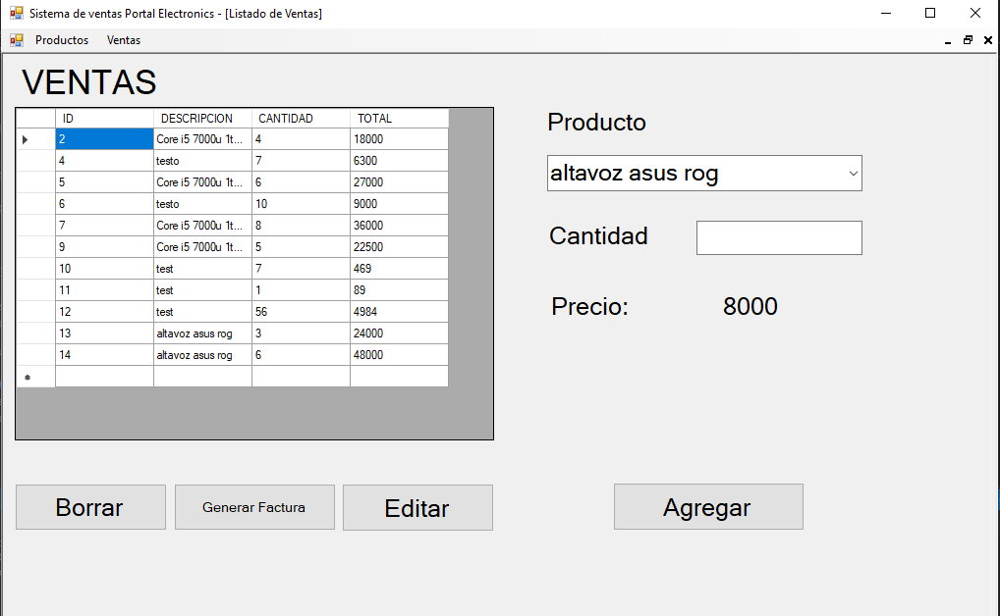 Sistema de ventas Portal Electronics - [Listado de Ventas]
Productos Ventas
VENTAS
ID DESCRIPCION CANTIDAD TOTAL
2 Core i5 7000u 1t... 4 18000
4 testo 7 6300
5 Core i5 7000u 1t... 6 27000
6 testo 10 9000
7 Core i5 7000u 1t... 8 36000
9 Core i5 7000u 1t... 5 22500
10 test 7 469
11 test 1 89
12 test 56 4984
13 altavoz asus rog 3 24000
14 altavoz asus rog 6 48000
Producto
altavoz asus rog
Cantidad
Precio: 8000
Borrar Generar Factura Editar Agregar